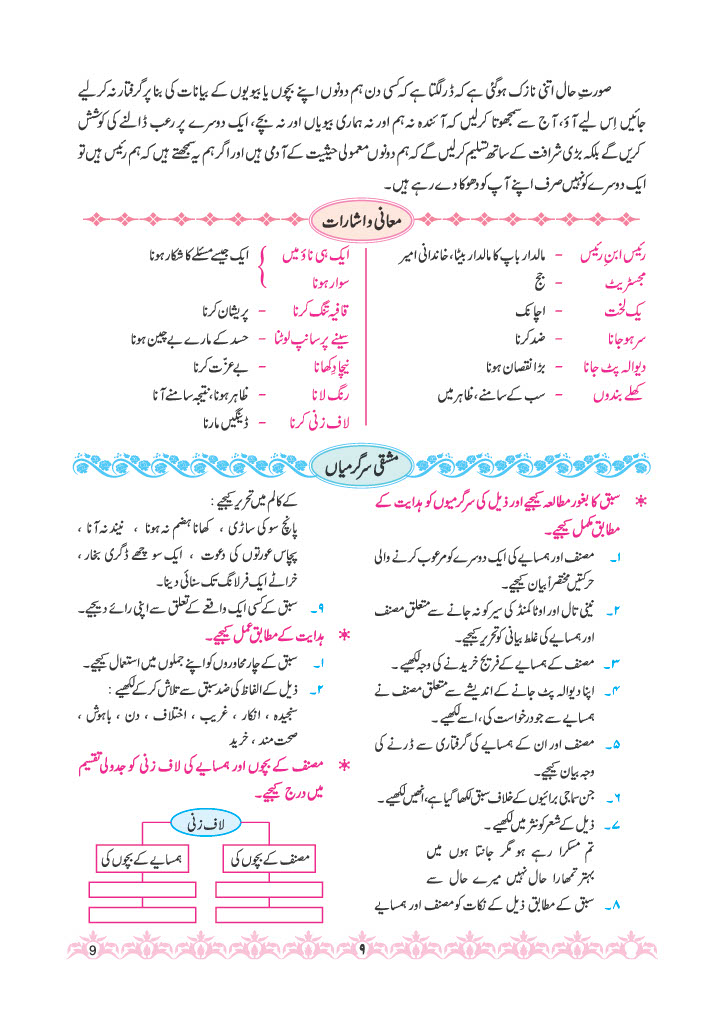 صورتِ حال اتنی نازک ہوگئی ہے کہ ڈر لگتا ہے کہ کسی دن ہم دونوں اپنے بچوں یا بیویوں کے بیانات کی بنا پر گرفتار نہ کر لیے
جائیں اِس لیے آؤ، آج سے سمجھوتا کرلیں کہ آئندہ نہ ہم اور نہ ہماری بیویاں اور نہ بچے، ایک دوسرے پر رعب ڈالنے کی کوشش
کریں گے بلکہ بڑی شرافت کے ساتھ تسلیم کرلیں گے کہ ہم دونوں معمولی حیثیت کے آدمی ہیں اور اگر ہم یہ سمجھتے ہیں کہ ہم رئیس ہیں تو
ایک دوسرے کو نہیں صرف اپنے آپ کو دھوکا دے رہے ہیں۔
معانی و اشارات
رئیس ابنِ رئیس – مالدار باپ کا مالدار بیٹا، خاندانی امیر
مجسٹریٹ – جج
یک لخت – اچانک
سر ہو جانا – ضد کرنا
دیوالہ پٹ جانا – بڑا نقصان ہونا
کھلے بندوں – سب کے سامنے، ظاہر میں
ایک ہی ناؤ میں } ایک جیسے مسئلے کا شکار ہونا
سوار ہونا
قافیہ تنگ کرنا – پریشان کرنا
سینے پر سانپ لوٹنا – حسد کے مارے بے چین ہونا
نیچا دکھانا – بے عزّت کرنا
رنگ لانا – ظاہر ہونا، نتیجہ سامنے آنا
لاف زنی کرنا – ڈینگیں مارنا
مشقی سرگرمیاں
* سبق کا بغور مطالعہ کیجیے اور ذیل کی سرگرمیوں کو ہدایت کے
مطابق مکمل کیجیے۔
۱۔ مصنف اور ہمسایے کی ایک دوسرے کو مرعوب کرنے والی
حرکتیں مختصراً بیان کیجیے۔
۲۔ نینی تال اور اوٹاکمنڈ کی سیر کو نہ جانے سے متعلق مصنف
اور ہمسایے کی غلط بیانی کو تحریر کیجیے۔
۳۔ مصنف کے ہمسایے کے فریج خریدنے کی وجہ لکھیے۔
۴۔ اپنا دیوالہ پٹ جانے کے اندیشے سے متعلق مصنف نے
ہمسایے سے جو درخواست کی، اسے لکھیے۔
۵۔ مصنف اور ان کے ہمسایے کی گرفتاری سے ڈرنے کی
وجہ بیان کیجیے۔
۶۔ جن سماجی برائیوں کے خلاف سبق لکھا گیا ہے، انھیں لکھیے۔
۷۔ ذیل کے شعر کو نثر میں لکھیے۔
تم مسکرا رہے ہو مگر جانتا ہوں میں
بہتر تمھارا حال نہیں میرے حال سے
۸۔ سبق کے مطابق ذیل کے نکات کو مصنف اور ہمسایے
کے کالم میں تحریر کیجیے:
پانچ سو کی ساڑی ، کھانا ہضم نہ ہونا ، نیند نہ آنا ،
پچاس عورتوں کی دعوت ، ایک سو چھے ڈگری بخار ،
خراٹے ایک فرلانگ تک سنائی دینا۔
۹۔ سبق کے کسی ایک واقعے کے تعلق سے اپنی رائے دیجیے۔
* ہدایت کے مطابق عمل کیجیے۔
۱۔ سبق کے چار محاوروں کو اپنے جملوں میں استعمال کیجیے۔
۲۔ ذیل کے الفاظ کی ضد سبق سے تلاش کر کے لکھیے :
سنجیدہ ، انکار ، غریب ، اختلاف ، دن ، باہوش ،
صحت مند ، خرید
* مصنف کے بچوں اور ہمسایے کی لاف زنی کو جدولی تقسیم
میں درج کیجیے۔
لاف زنی
مصنف کے بچوں کی
ہمسایے کے بچوں کی
۹
9